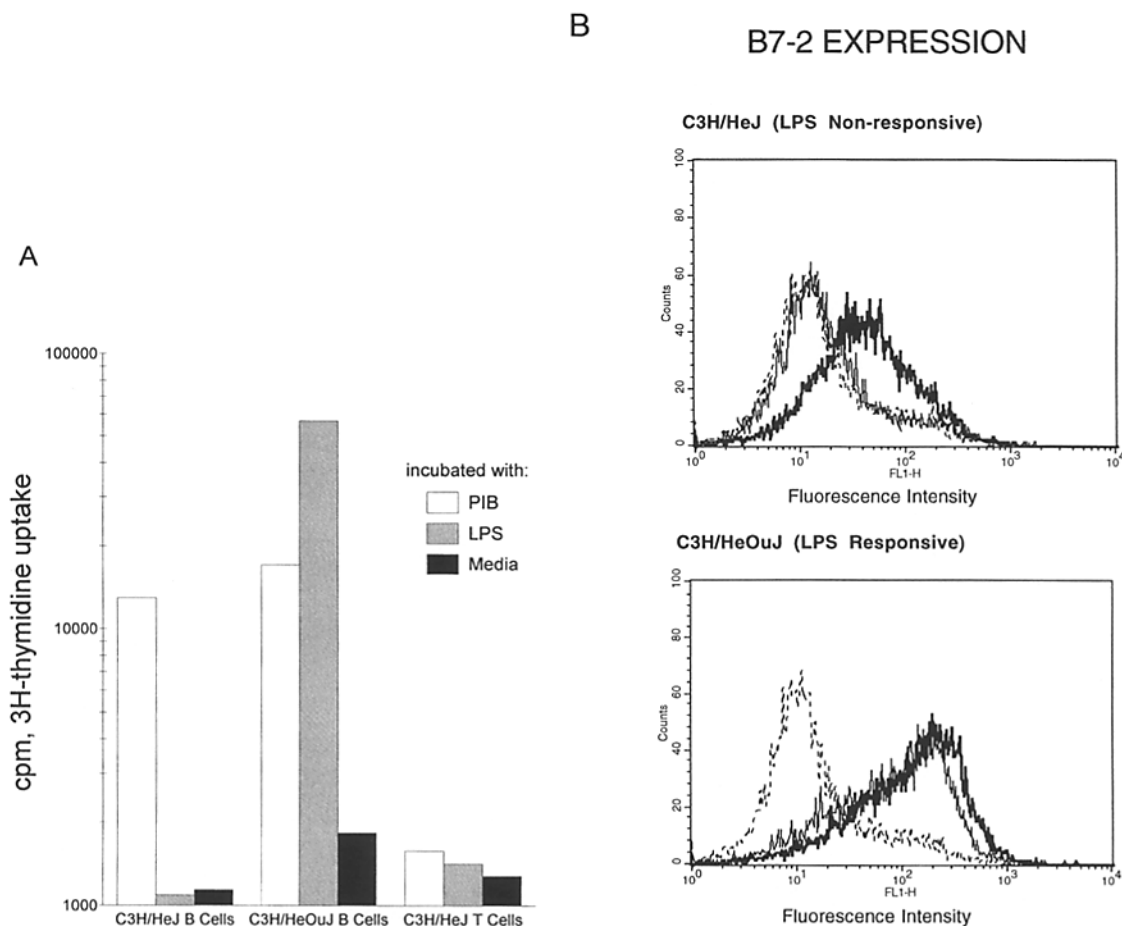 A
100000
10000
1000
cpm, 3H-thymidine uptake
incubated with:
PIB
LPS
Media
C3H/HeJ B Cells
C3H/HeOuJ B Cells
C3H/HeJ T Cells
B
B7-2 EXPRESSION
C3H/HeJ (LPS Non-responsive)
100
80
60
40
20
0
Counts
10^0
10^1
10^2
10^3
10^4
FL1-H
Fluorescence Intensity
C3H/HeOuJ (LPS Responsive)
100
80
60
40
20
0
Counts
10^0
10^1
10^2
10^3
10^4
FL1-H
Fluorescence Intensity